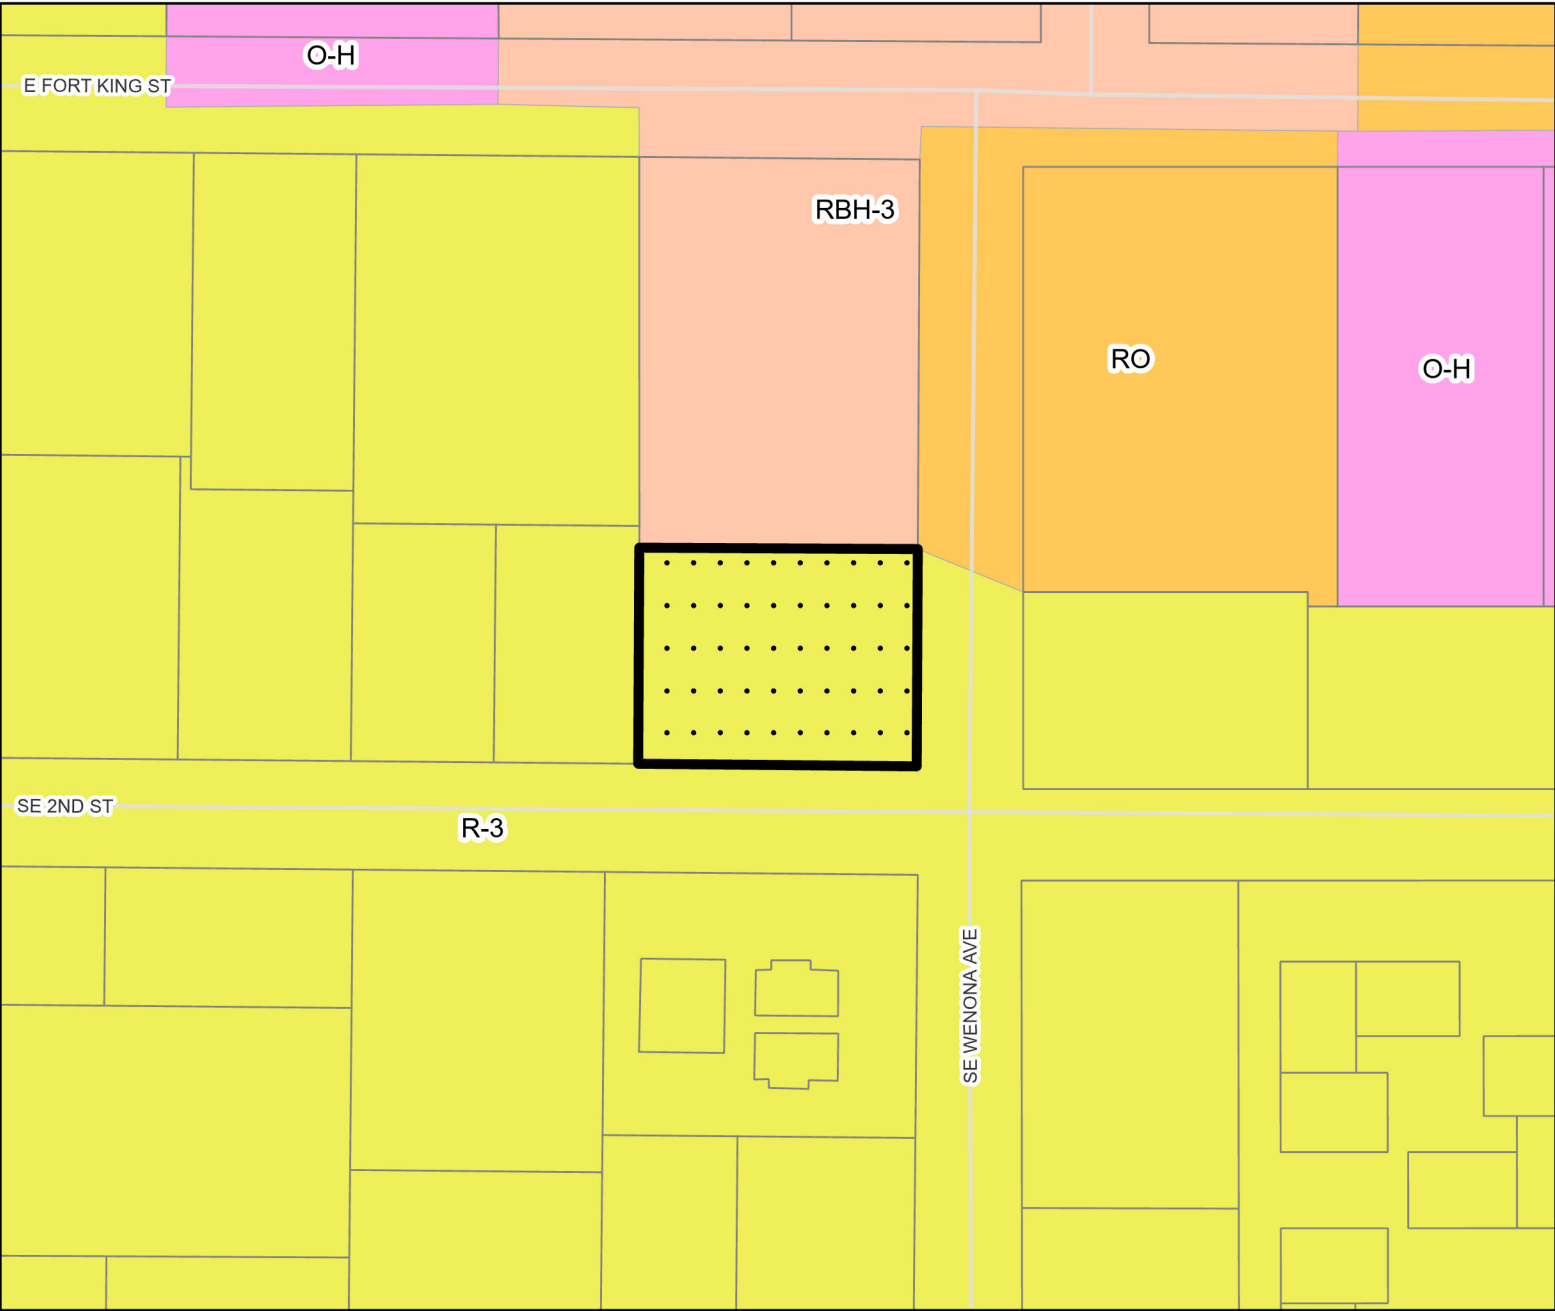 O-H
E FORT KING ST
RBH-3
RO
O-H
SE 2ND ST
R-3
SE WENONA AVE